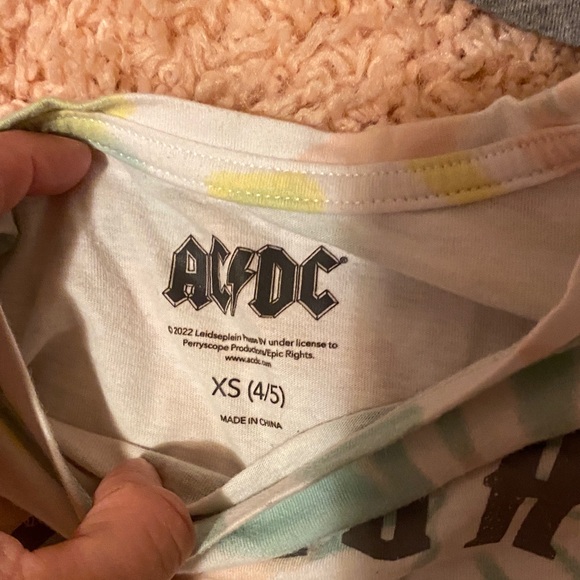 AC⚡DC®
©2022 Leidseplein Presse BV under license to
Perryscope Productions/Epic Rights.
www.acdc.com
XS (4/5)
MADE IN CHINA